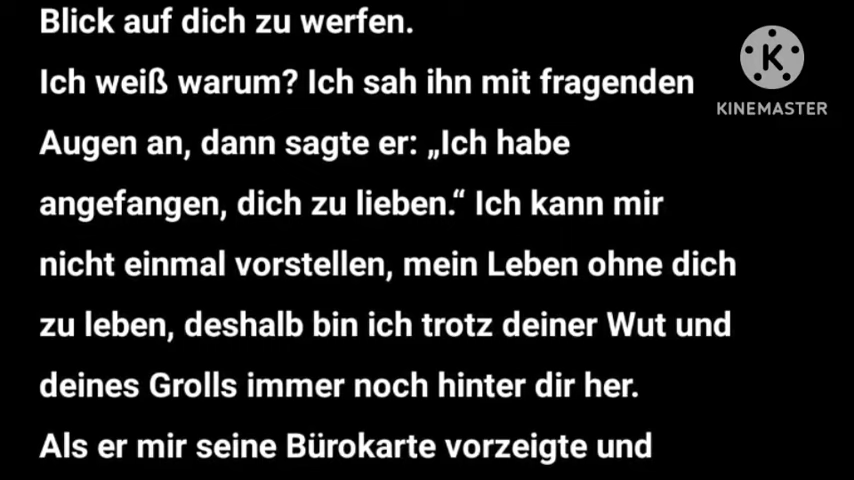 Blick auf dich zu werfen.
Ich weiß warum? Ich sah ihn mit fragenden
Augen an, dann sagte er: „Ich habe
angefangen, dich zu lieben.“ Ich kann mir
nicht einmal vorstellen, mein Leben ohne dich
zu leben, deshalb bin ich trotz deiner Wut und
deines Grolls immer noch hinter dir her.
Als er mir seine Bürokarte vorzeigte und
K
KINEMASTER